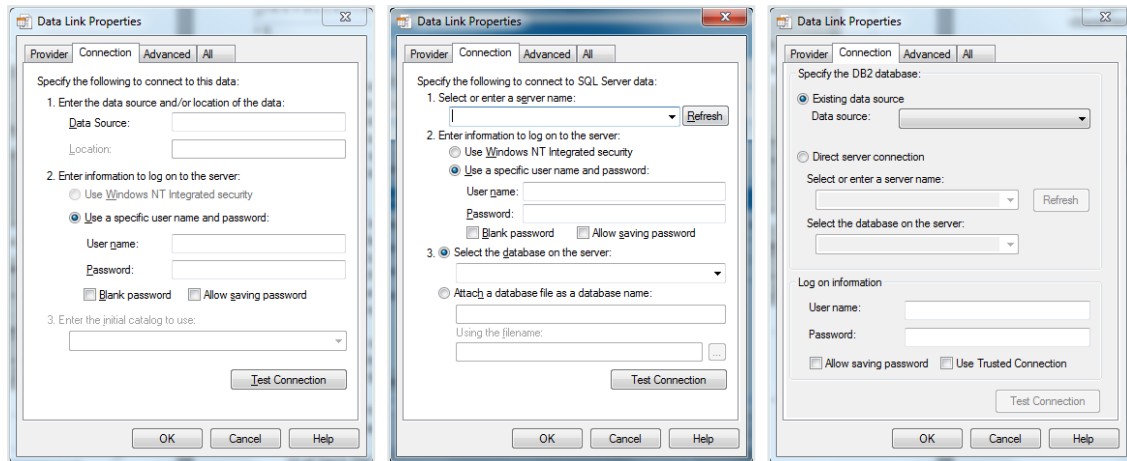 Data Link Properties
Provider Connection Advanced All
Specify the following to connect to this data:
1. Enter the data source and/or location of the data:
Data Source:
Location:
2. Enter information to log on to the server:
Use Windows NT Integrated security
Use a specific user name and password:
User name:
Password:
Blank password Allow saving password
3. Enter the initial catalog to use:
Test Connection
OK Cancel Help
Data Link Properties
Provider Connection Advanced All
Specify the following to connect to SQL Server data:
1. Select or enter a server name:
Refresh
2. Enter information to log on to the server:
Use Windows NT Integrated security
Use a specific user name and password:
User name:
Password:
Blank password Allow saving password
3. Select the database on the server:
Attach a database file as a database name:
Using the filename:
...
Test Connection
OK Cancel Help
Data Link Properties
Provider Connection Advanced All
Specify the DB2 database:
Existing data source
Data source:
Direct server connection
Select or enter a server name:
Refresh
Select the database on the server:
Log on information
User name:
Password:
Allow saving password Use Trusted Connection
Test Connection
OK Cancel Help